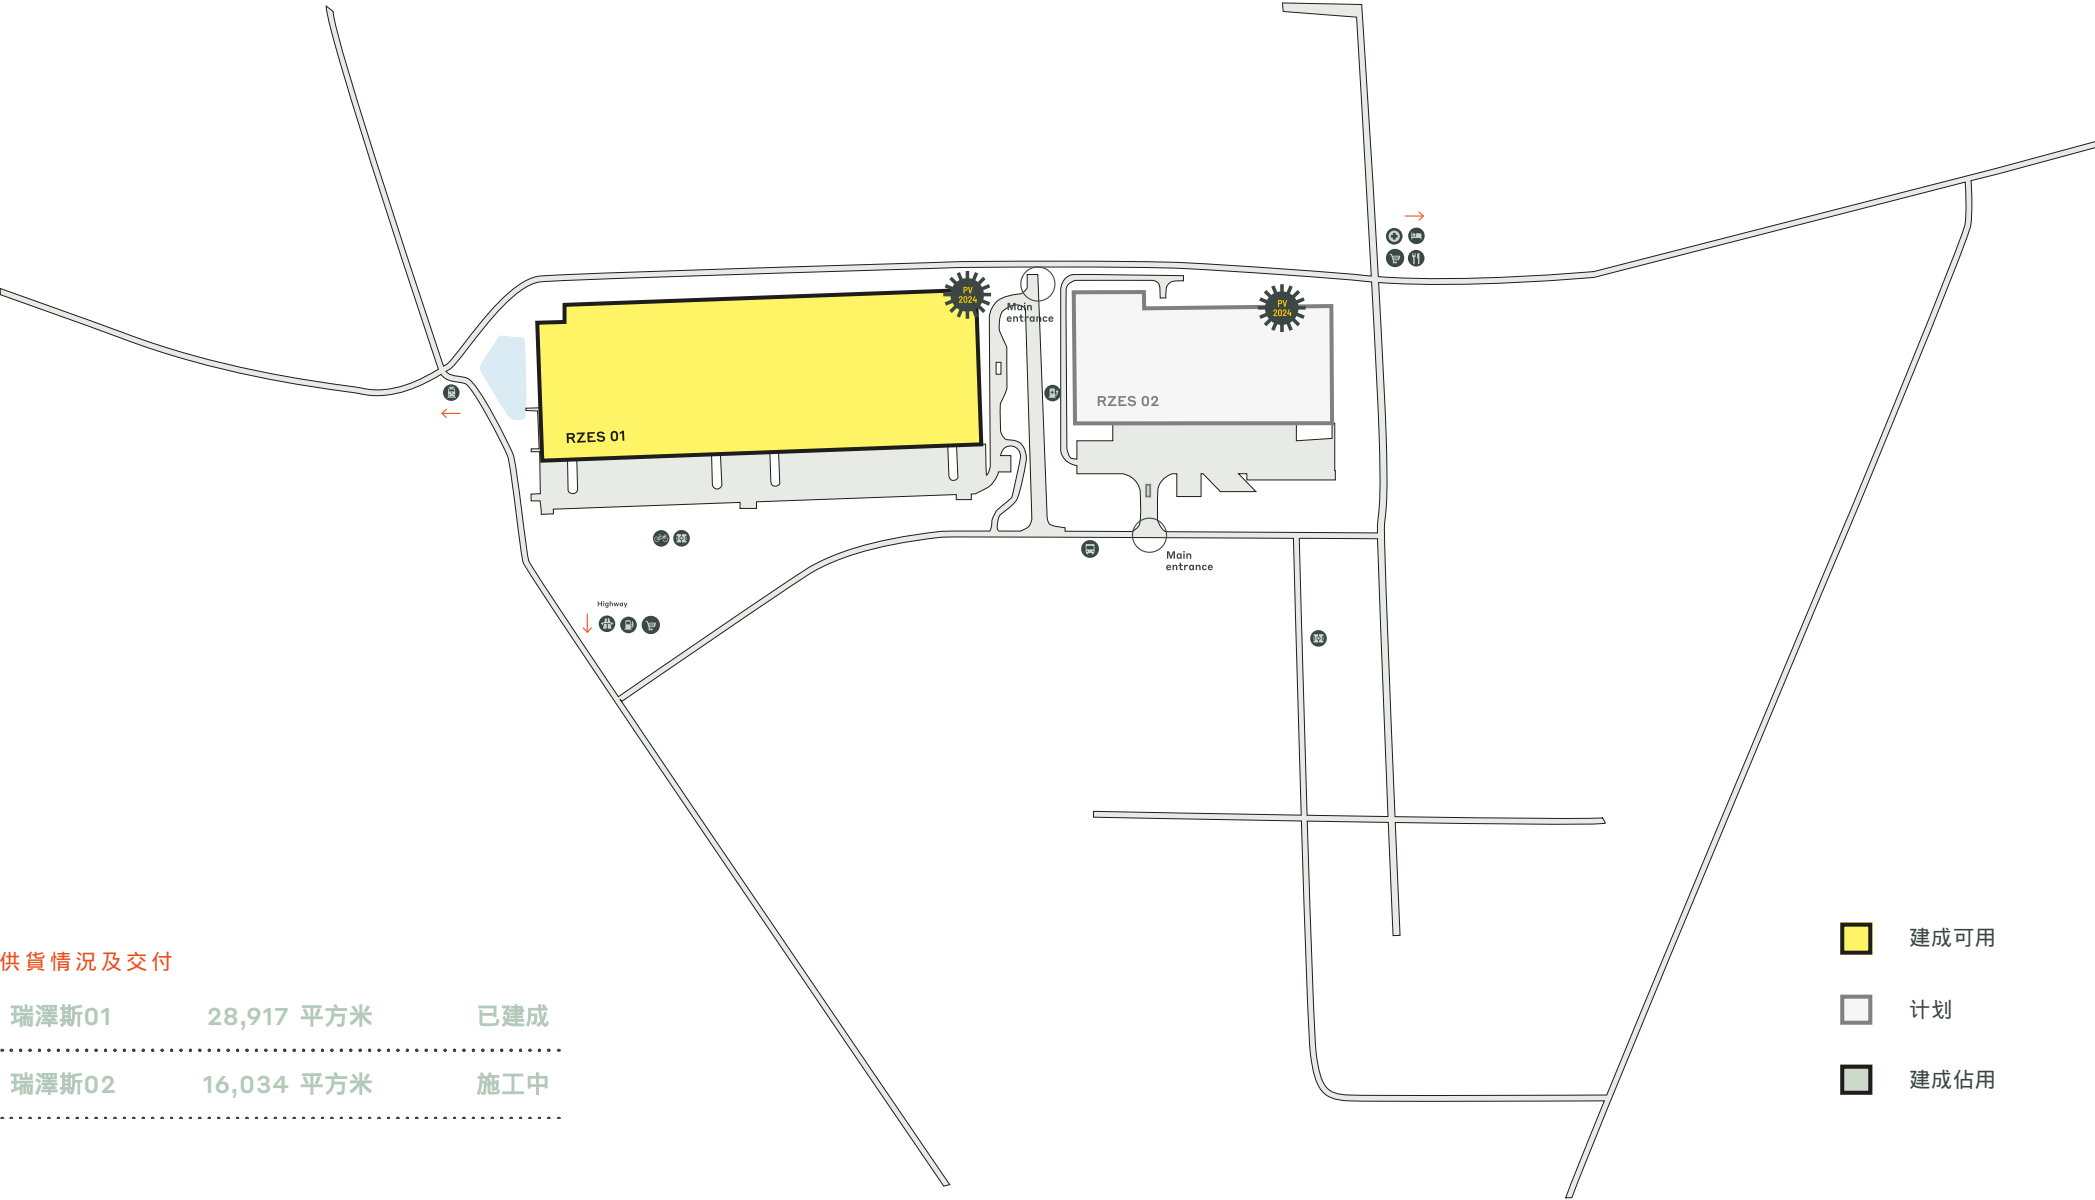 PV
2024
Main
entrance
PV
2024
RZES 02
RZES 01
Main
entrance
Highway
供貨情況及交付
瑞澤斯01 28,917 平方米 已建成
瑞澤斯02 16,034 平方米 施工中
建成可用
计划
建成佔用